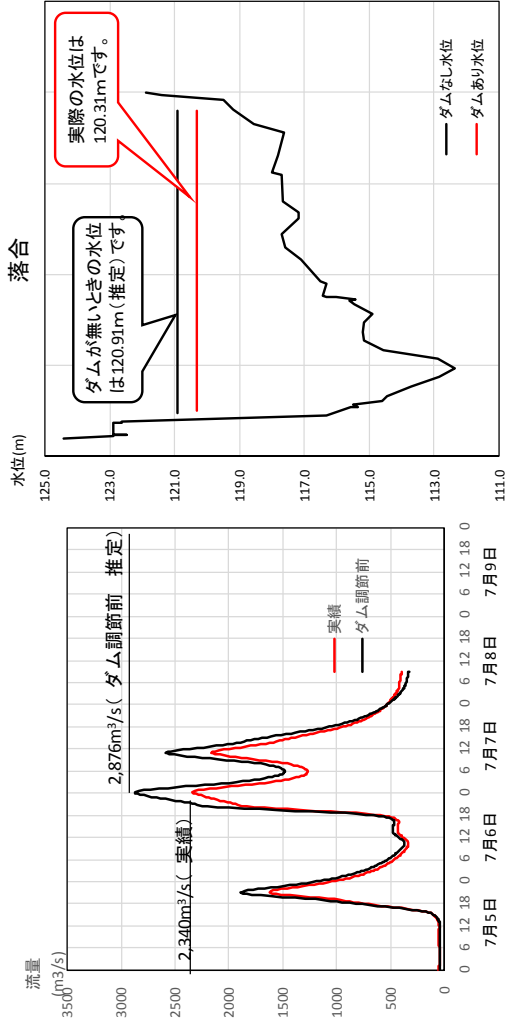 落合
水位(m)
125.0
123.0
121.0
119.0
117.0
115.0
113.0
111.0
ダムが無いときの水位
は120.91m(推定)です。
実際の水位は
120.31mです。
ダムなし水位
ダムあり水位
流量
(m3/s)
3500
3000
2500
2000
1500
1000
500
0
2,876m³/s( ダム調節前 推定)
2,340m³/s( 実績)
実績
ダム調節前
0 6 12 18 0 6 12 18 0 6 12 18 0 6 12 18 0 6 12 18 0
7月5日 7月6日 7月7日 7月8日 7月9日